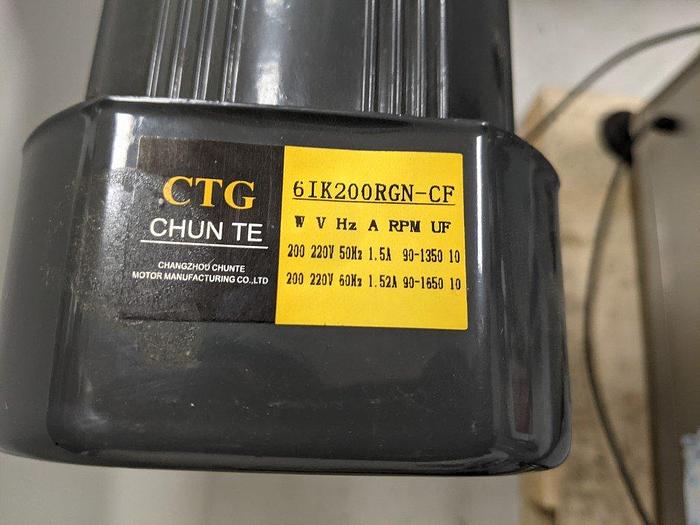 CTG
CHUN TE
CHANGZHOU CHUNTE
MOTOR MANUFACTURING CO.,LTD
6IK200RGN-CF
W V Hz A RPM UF
200 220V 50Hz 1.5A 90-1350 10
200 220V 60Hz 1.52A 90-1650 10